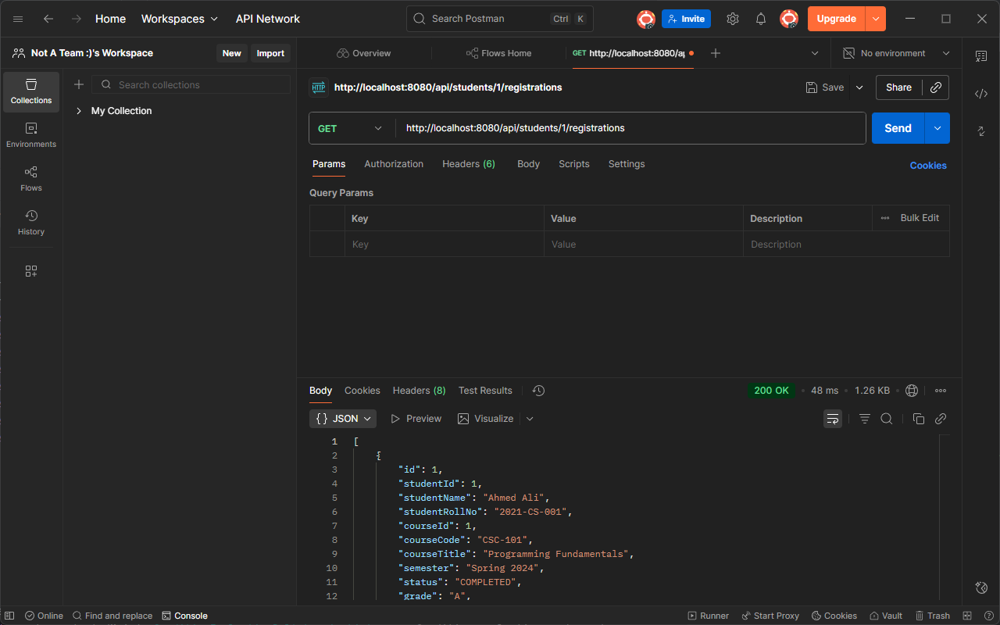 Home Workspaces API Network Search Postman Ctrl K Invite Upgrade
Not A Team :)'s Workspace New Import Overview Flows Home GET http://localhost:8080/ap No environment
Search collections
My Collection
Collections
Environments
Flows
History
HTTP http://localhost:8080/api/students/1/registrations Save Share
GET http://localhost:8080/api/students/1/registrations Send
Params Authorization Headers (6) Body Scripts Settings Cookies
Query Params
Key Value Description Bulk Edit
Key Value Description
Body Cookies Headers (8) Test Results 200 OK 48 ms 1.26 KB
{} JSON Preview Visualize
1 [
2 {
3 "id": 1,
4 "studentId": 1,
5 "studentName": "Ahmed Ali",
6 "studentRollNo": "2021-CS-001",
7 "courseId": 1,
8 "courseCode": "CSC-101",
9 "courseTitle": "Programming Fundamentals",
10 "semester": "Spring 2024",
11 "status": "COMPLETED",
12 "grade": "A",
Online Find and replace Console Runner Start Proxy Cookies Vault Trash